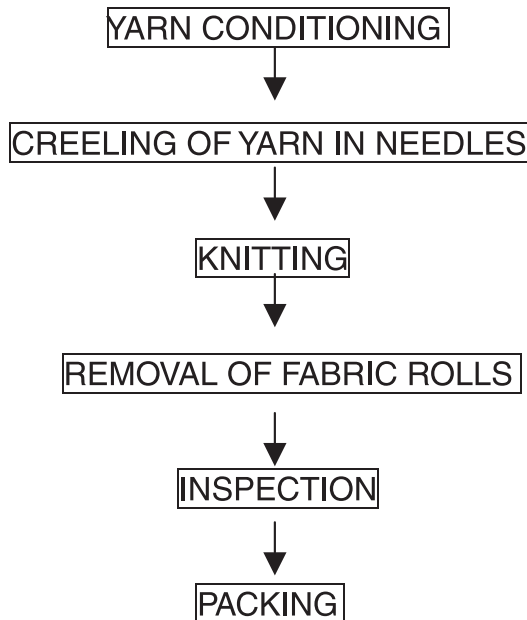 YARN CONDITIONING
CREELING OF YARN IN NEEDLES
KNITTING
REMOVAL OF FABRIC ROLLS
INSPECTION
PACKING